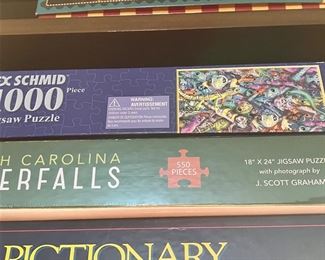 X SCHMID
1000 Piece
Jigsaw Puzzle
WARNING:
AVERTISSEMENT
H CAROLINA
ERFALLS
550
PIECES
18" X 24" JIGSAW PUZZ
with photograph by
J. SCOTT GRAHAM
PICTIONARY